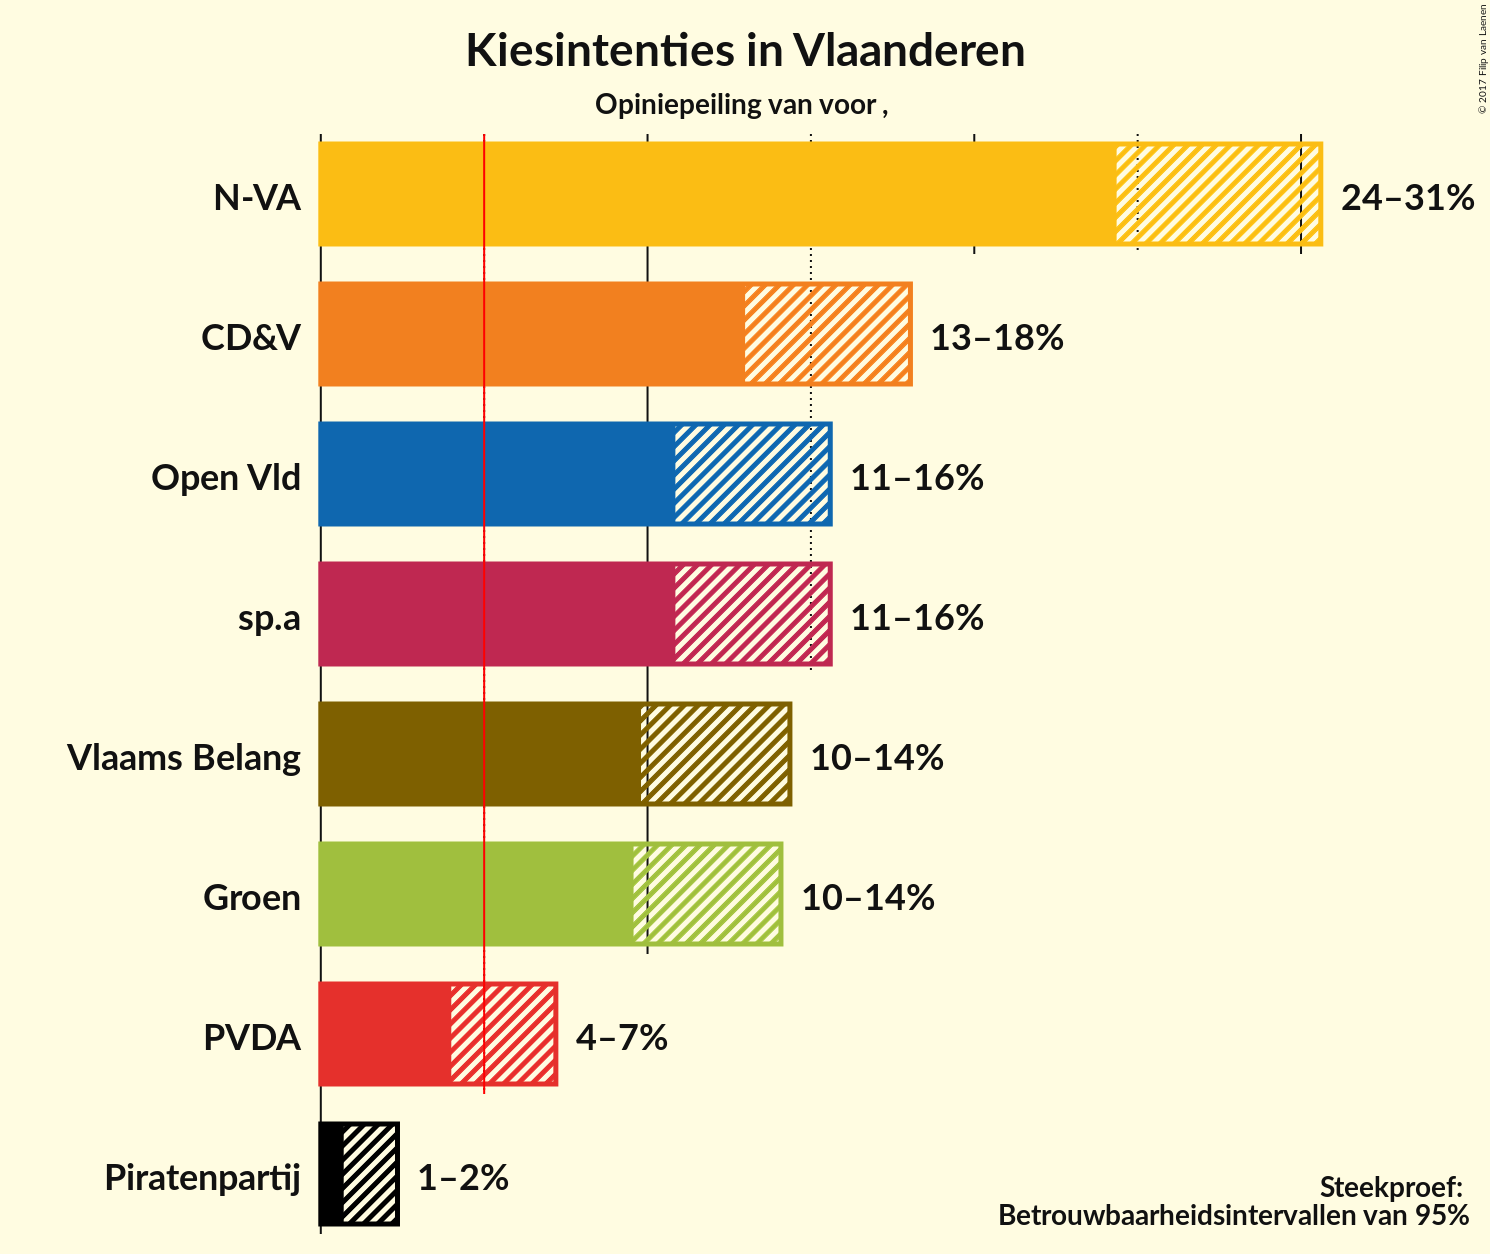 Kiesintenties in Vlaanderen
Opiniepeiling van voor ,
© 2017 Filip van Laenen
N-VA 24–31%
CD&V 13–18%
Open Vld 11–16%
sp.a 11–16%
Vlaams Belang 10–14%
Groen 10–14%
PVDA 4–7%
Piratenpartij 1–2%
Steekproef:
Betrouwbaarheidsintervallen van 95%